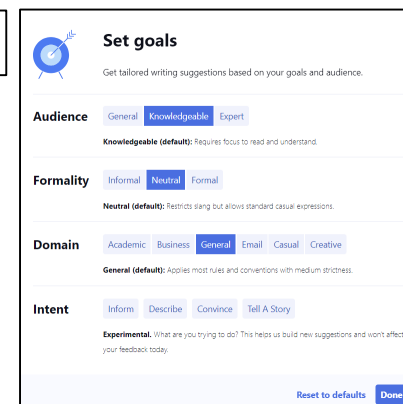 Set goals
Get tailored writing suggestions based on your goals and audience.
Audience General Knowledgeable Expert
Knowledgeable (default): Requires focus to read and understand.
Formality Informal Neutral Formal
Neutral (default): Restricts slang but allows standard casual expressions.
Domain Academic Business General Email Casual Creative
General (default): Applies most rules and conventions with medium strictness.
Intent Inform Describe Convince Tell A Story
Experimental. What are you trying to do? This helps us build new suggestions and won't affect
your feedback today.
Reset to defaults Done